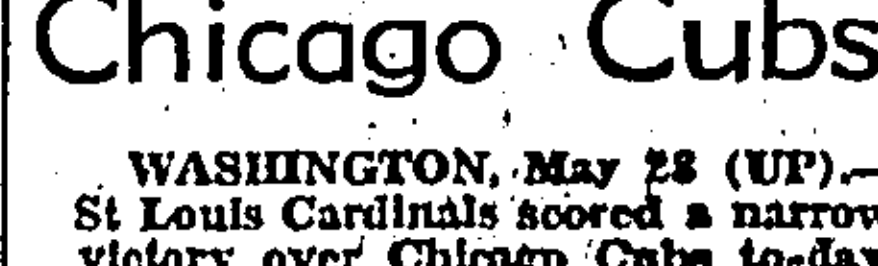 Chicago Cubs
WASHINGTON, May 28 (UP).—
St Louis Cardinals scored a narrow
victory over Chicago Cubs to-day